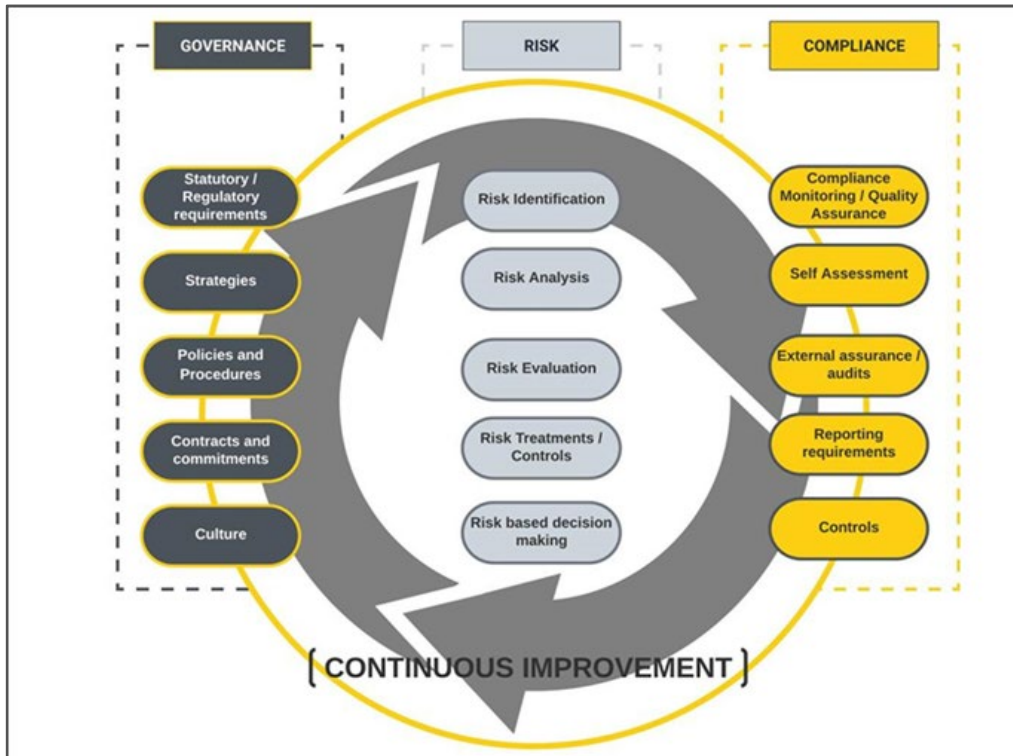 GOVERNANCE
Statutory /
Regulatory
requirements
Strategies
Policies and
Procedures
Contracts and
commitments
Culture
RISK
Risk Identification
Risk Analysis
Risk Evaluation
Risk Treatments /
Controls
Risk based decision
making
COMPLIANCE
Compliance
Monitoring / Quality
Assurance
Self Assessment
External assurance /
audits
Reporting
requirements
Controls
[ CONTINUOUS IMPROVEMENT ]